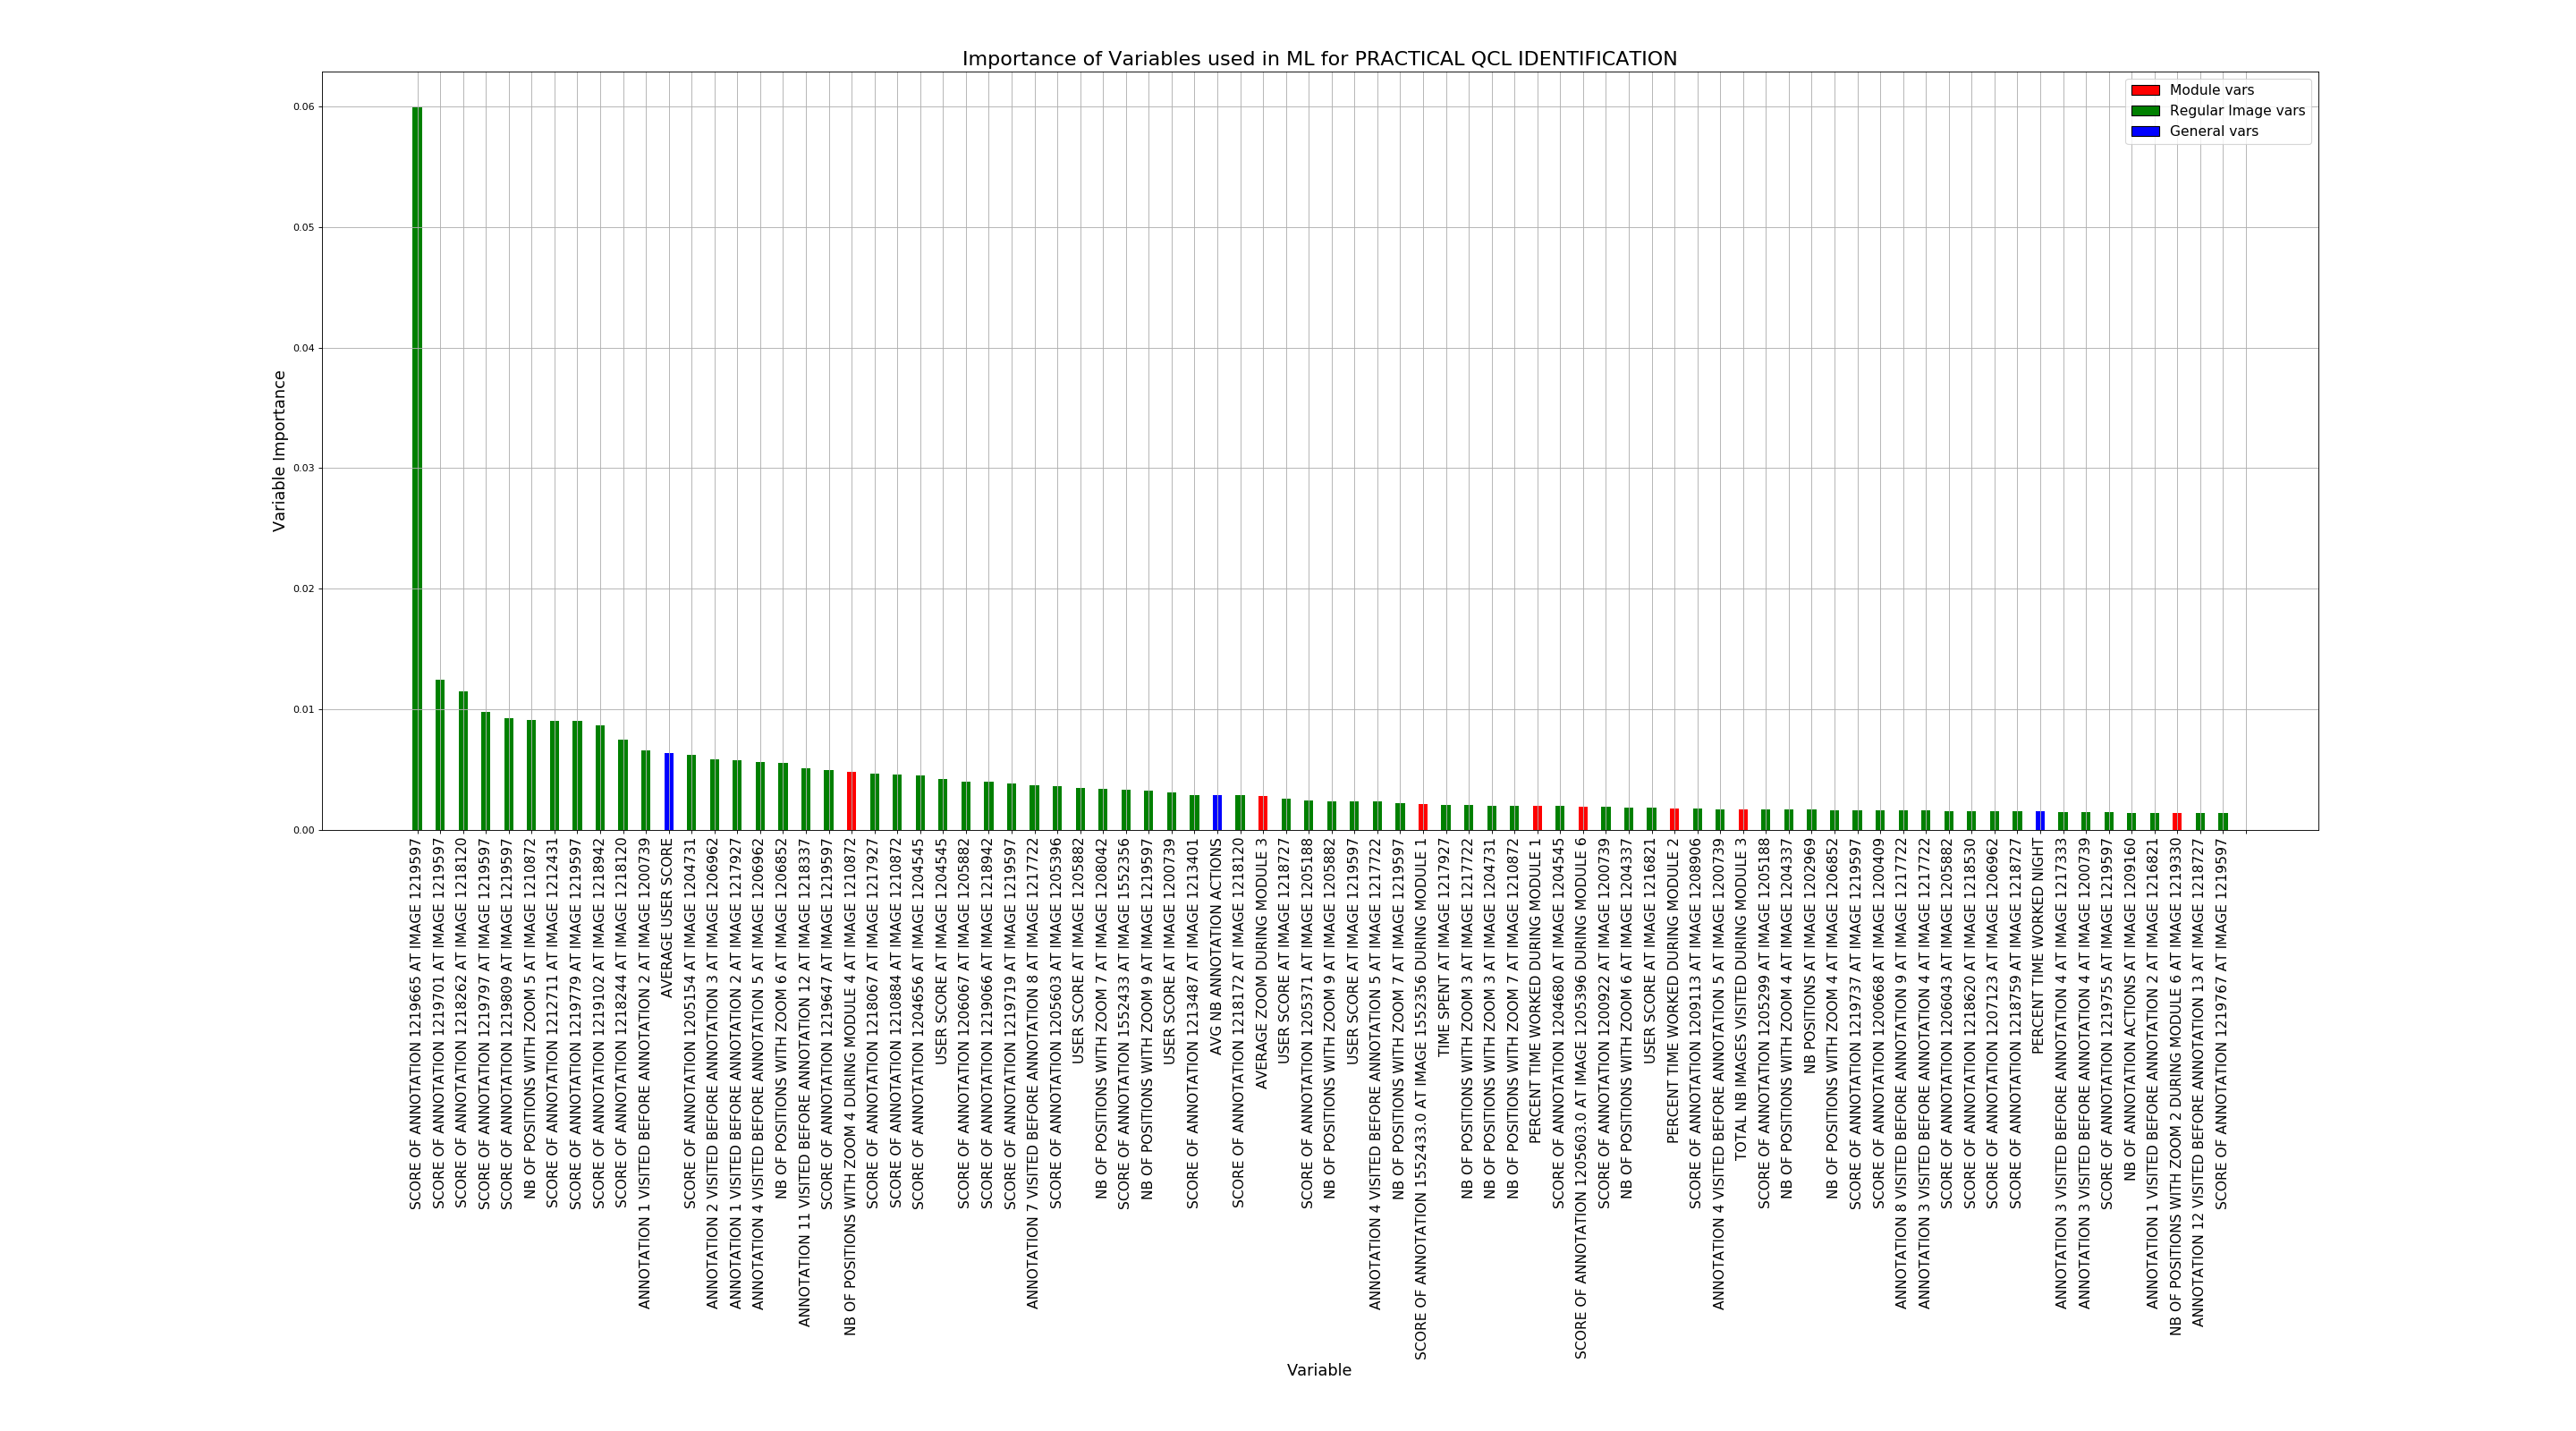 Importance of Variables used in ML for PRACTICAL QCL IDENTIFICATION
Module vars
Regular Image vars
General vars
Variable Importance
0.06
0.05
0.04
0.03
0.02
0.01
0.00
SCORE OF ANNOTATION 1219665 AT IMAGE 1219597
SCORE OF ANNOTATION 1219701 AT IMAGE 1219597
SCORE OF ANNOTATION 1218262 AT IMAGE 1218120
SCORE OF ANNOTATION 1219797 AT IMAGE 1219597
SCORE OF ANNOTATION 1219809 AT IMAGE 1219597
NB OF POSITIONS WITH ZOOM 5 AT IMAGE 1210872
SCORE OF ANNOTATION 1212711 AT IMAGE 1212431
SCORE OF ANNOTATION 1219779 AT IMAGE 1219597
SCORE OF ANNOTATION 1219102 AT IMAGE 1218942
SCORE OF ANNOTATION 1218244 AT IMAGE 1218120
ANNOTATION 1 VISITED BEFORE ANNOTATION 2 AT IMAGE 1200739
AVERAGE USER SCORE
SCORE OF ANNOTATION 1205154 AT IMAGE 1204731
ANNOTATION 2 VISITED BEFORE ANNOTATION 3 AT IMAGE 1206962
ANNOTATION 1 VISITED BEFORE ANNOTATION 2 AT IMAGE 1217927
ANNOTATION 4 VISITED BEFORE ANNOTATION 5 AT IMAGE 1206962
NB OF POSITIONS WITH ZOOM 6 AT IMAGE 1206852
ANNOTATION 11 VISITED BEFORE ANNOTATION 12 AT IMAGE 1218337
SCORE OF ANNOTATION 1219647 AT IMAGE 1219597
NB OF POSITIONS WITH ZOOM 4 DURING MODULE 4 AT IMAGE 1210872
SCORE OF ANNOTATION 1218067 AT IMAGE 1217927
SCORE OF ANNOTATION 1210884 AT IMAGE 1210872
SCORE OF ANNOTATION 1204656 AT IMAGE 1204545
USER SCORE AT IMAGE 1204545
SCORE OF ANNOTATION 1206067 AT IMAGE 1205882
SCORE OF ANNOTATION 1219066 AT IMAGE 1218942
SCORE OF ANNOTATION 1219719 AT IMAGE 1219597
ANNOTATION 7 VISITED BEFORE ANNOTATION 8 AT IMAGE 1217722
SCORE OF ANNOTATION 1205603 AT IMAGE 1205396
USER SCORE AT IMAGE 1205882
NB OF POSITIONS WITH ZOOM 7 AT IMAGE 1208042
SCORE OF ANNOTATION 1552433 AT IMAGE 1552356
NB OF POSITIONS WITH ZOOM 9 AT IMAGE 1219597
USER SCORE AT IMAGE 1200739
SCORE OF ANNOTATION 1213487 AT IMAGE 1213401
AVG NB ANNOTATION ACTIONS
SCORE OF ANNOTATION 1218172 AT IMAGE 1218120
AVERAGE ZOOM DURING MODULE 3
USER SCORE AT IMAGE 1218727
SCORE OF ANNOTATION 1205371 AT IMAGE 1205188
NB OF POSITIONS WITH ZOOM 9 AT IMAGE 1205882
USER SCORE AT IMAGE 1219597
ANNOTATION 4 VISITED BEFORE ANNOTATION 5 AT IMAGE 1217722
NB OF POSITIONS WITH ZOOM 7 AT IMAGE 1219597
SCORE OF ANNOTATION 1552433.0 AT IMAGE 1552356 DURING MODULE 1
TIME SPENT AT IMAGE 1217927
NB OF POSITIONS WITH ZOOM 3 AT IMAGE 1217722
NB OF POSITIONS WITH ZOOM 3 AT IMAGE 1204731
NB OF POSITIONS WITH ZOOM 7 AT IMAGE 1210872
PERCENT TIME WORKED DURING MODULE 1
SCORE OF ANNOTATION 1204680 AT IMAGE 1204545
SCORE OF ANNOTATION 1205603.0 AT IMAGE 1205396 DURING MODULE 6
SCORE OF ANNOTATION 1200922 AT IMAGE 1200739
NB OF POSITIONS WITH ZOOM 6 AT IMAGE 1204337
USER SCORE AT IMAGE 1216821
PERCENT TIME WORKED DURING MODULE 2
SCORE OF ANNOTATION 1209113 AT IMAGE 1208906
ANNOTATION 4 VISITED BEFORE ANNOTATION 5 AT IMAGE 1200739
TOTAL NB IMAGES VISITED DURING MODULE 3
SCORE OF ANNOTATION 1205299 AT IMAGE 1205188
NB OF POSITIONS WITH ZOOM 4 AT IMAGE 1204337
NB POSITIONS AT IMAGE 1202969
NB OF POSITIONS WITH ZOOM 4 AT IMAGE 1206852
SCORE OF ANNOTATION 1219737 AT IMAGE 1219597
SCORE OF ANNOTATION 1200668 AT IMAGE 1200409
ANNOTATION 8 VISITED BEFORE ANNOTATION 9 AT IMAGE 1217722
ANNOTATION 3 VISITED BEFORE ANNOTATION 4 AT IMAGE 1217722
SCORE OF ANNOTATION 1206043 AT IMAGE 1205882
SCORE OF ANNOTATION 1218620 AT IMAGE 1218530
SCORE OF ANNOTATION 1207123 AT IMAGE 1206962
SCORE OF ANNOTATION 1218759 AT IMAGE 1218727
PERCENT TIME WORKED NIGHT
ANNOTATION 3 VISITED BEFORE ANNOTATION 4 AT IMAGE 1217333
ANNOTATION 3 VISITED BEFORE ANNOTATION 4 AT IMAGE 1200739
SCORE OF ANNOTATION 1219755 AT IMAGE 1219597
NB OF ANNOTATION ACTIONS AT IMAGE 1209160
ANNOTATION 1 VISITED BEFORE ANNOTATION 2 AT IMAGE 1216821
NB OF POSITIONS WITH ZOOM 2 DURING MODULE 6 AT IMAGE 1219330
ANNOTATION 12 VISITED BEFORE ANNOTATION 13 AT IMAGE 1218727
SCORE OF ANNOTATION 1219767 AT IMAGE 1219597
Variable